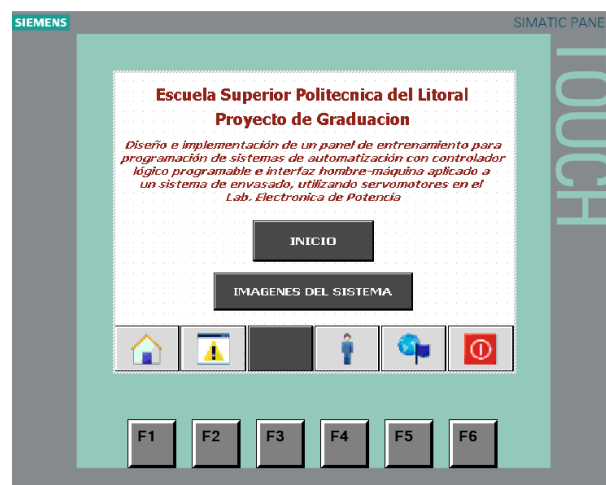 SIEMENS
SIMATIC PANE
TOUCH
Escuela Superior Politecnica del Litoral
Proyecto de Graduacion
Diseño e implementación de un panel de entrenamiento para
programación de sistemas de automatización con controlador
lógico programable e interfaz hombre-máquina aplicado a
un sistema de envasado, utilizando servomotores en el
Lab. Electronica de Potencia
INICIO
IMAGENES DEL SISTEMA
F1 F2 F3 F4 F5 F6